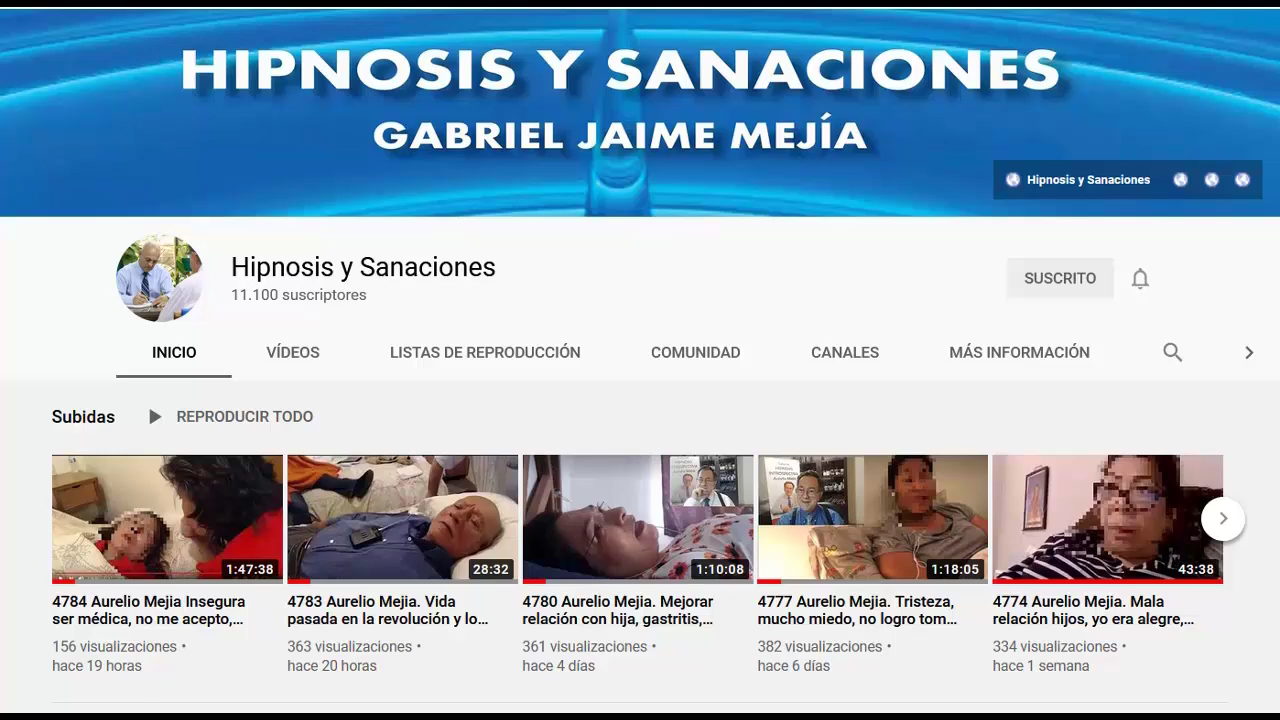 HIPNOSIS Y SANACIONES
GABRIEL JAIME MEJÍA
Hipnosis y Sanaciones
Hipnosis y Sanaciones
11.100 suscriptores
SUSCRITO
INICIO VÍDEOS LISTAS DE REPRODUCCIÓN COMUNIDAD CANALES MÁS INFORMACIÓN
Subidas REPRODUCIR TODO
1:47:38
28:32
1:10:08
1:18:05
43:38
4784 Aurelio Mejia Insegura
ser médica, no me acepto,...
156 visualizaciones •
hace 19 horas
4783 Aurelio Mejia. Vida
pasada en la revolución y lo...
363 visualizaciones •
hace 20 horas
4780 Aurelio Mejia. Mejorar
relación con hija, gastritis,...
361 visualizaciones •
hace 4 días
4777 Aurelio Mejia. Tristeza,
mucho miedo, no logro tom...
382 visualizaciones •
hace 6 días
4774 Aurelio Mejia. Mala
relación hijos, yo era alegre,...
334 visualizaciones •
hace 1 semana